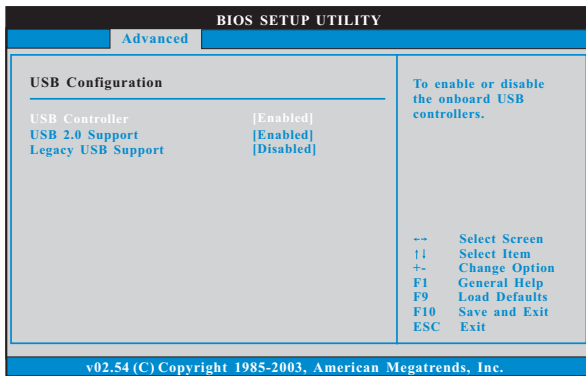 BIOS SETUP UTILITY
Advanced
USB Configuration
USB Controller [Enabled]
USB 2.0 Support [Enabled]
Legacy USB Support [Disabled]
To enable or disable
the onboard USB
controllers.
←→ Select Screen
↑↓ Select Item
+- Change Option
F1 General Help
F9 Load Defaults
F10 Save and Exit
ESC Exit
v02.54 (C) Copyright 1985-2003, American Megatrends, Inc.